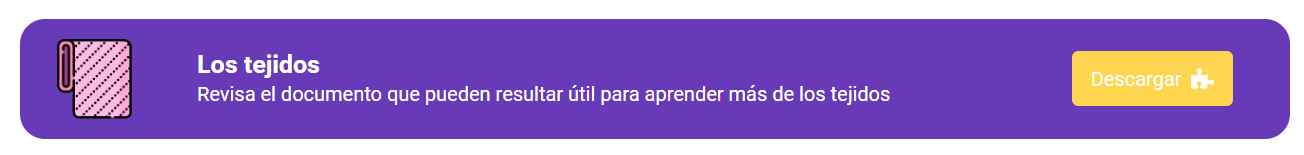 Los tejidos
Revisa el documento que pueden resultar útil para aprender más de los tejidos
Descargar